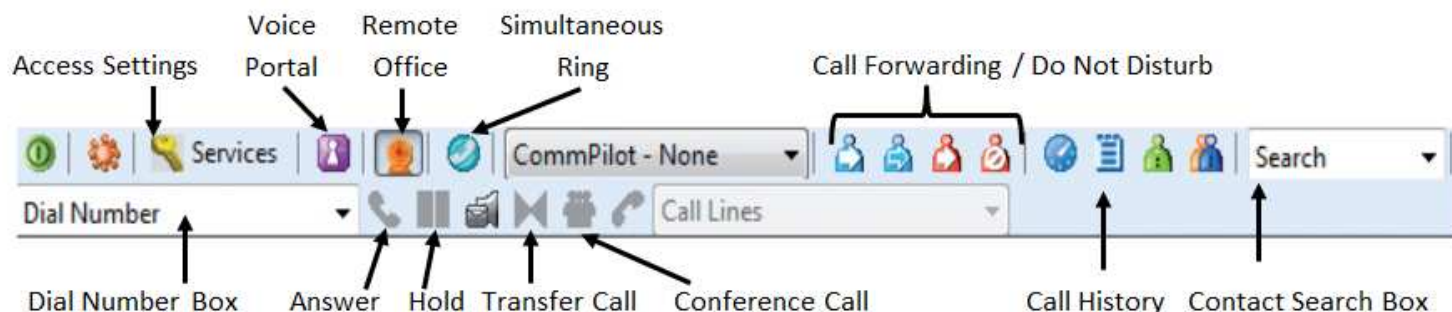 Voice Remote Simultaneous
Access Settings Portal Office Ring Call Forwarding / Do Not Disturb
Services CommPilot - None Search
Dial Number Call Lines
Dial Number Box Answer Hold Transfer Call Conference Call Call History Contact Search Box